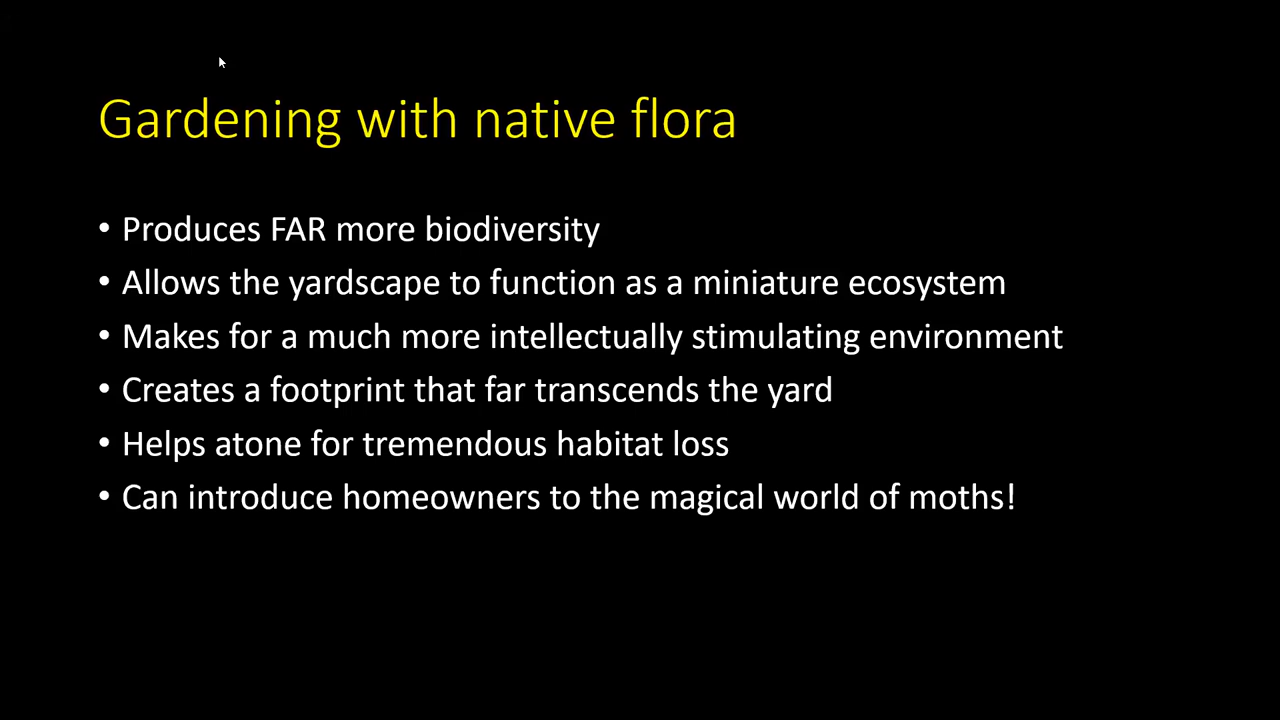 Gardening with native flora
• Produces FAR more biodiversity
• Allows the yardscape to function as a miniature ecosystem
• Makes for a much more intellectually stimulating environment
• Creates a footprint that far transcends the yard
• Helps atone for tremendous habitat loss
• Can introduce homeowners to the magical world of moths!